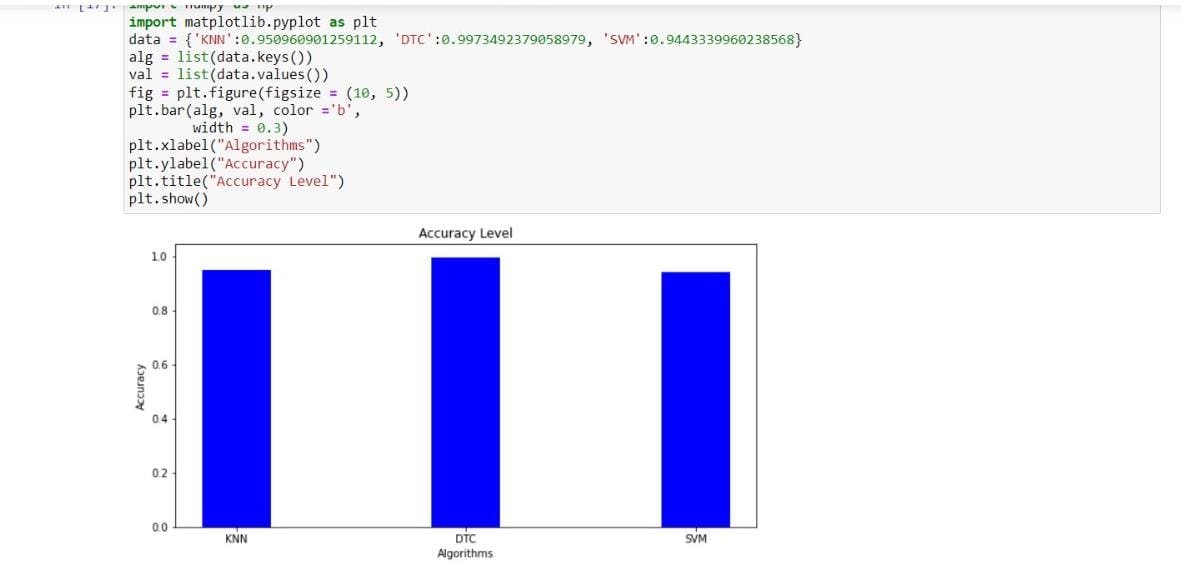 In [17]: import numpy as np
import matplotlib.pyplot as plt
data = {'KNN':0.950960901259112, 'DTC':0.9973492379058979, 'SVM':0.9443339960238568}
alg = list(data.keys())
val = list(data.values())
fig = plt.figure(figsize = (10, 5))
plt.bar(alg, val, color ='b',
        width = 0.3)
plt.xlabel("Algorithms")
plt.ylabel("Accuracy")
plt.title("Accuracy Level")
plt.show()
Accuracy Level
1.0
0.8
0.6
0.4
0.2
0.0
Accuracy
KNN DTC SVM
Algorithms